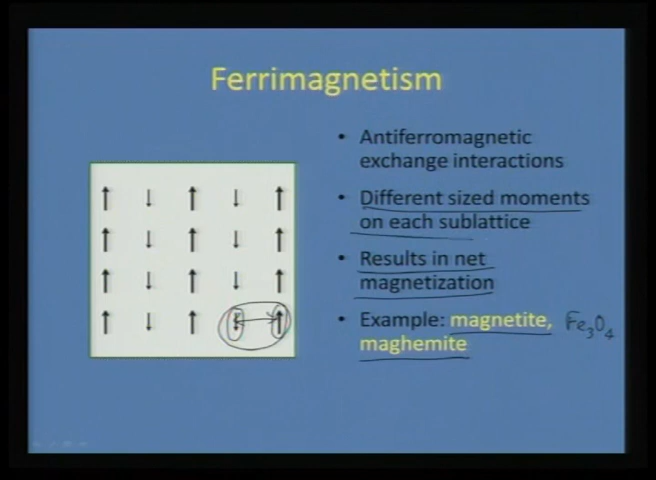 Ferrimagnetism
• Antiferromagnetic
exchange interactions
• Different sized moments
on each sublattice
• Results in net
magnetization
• Example: magnetite, Fe₃O₄
maghemite